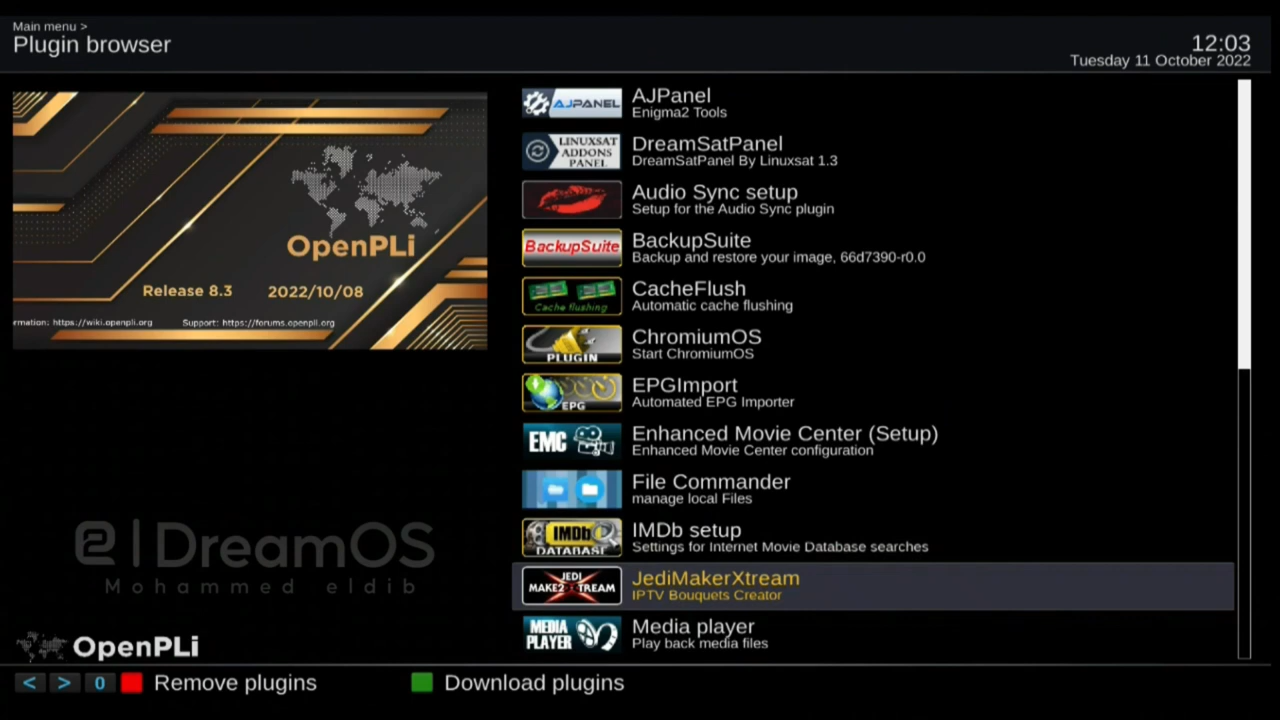 Main menu >
Plugin browser
12:03
Tuesday 11 October 2022
OpenPLi
Release 8.3 2022/10/08
rmation: https://wiki.openpli.org Support: https://forums.openpli.org
e2|DreamOS
Mohammed eldib
OpenPLi
AJPANEL
AJPanel
Enigma2 Tools
LINUXSAT
ADDONS
PANEL
DreamSatPanel
DreamSatPanel By Linuxsat 1.3
Audio Sync setup
Setup for the Audio Sync plugin
BackupSuite
BackupSuite
Backup and restore your image, 66d7390-r0.0
Cache flushing
CacheFlush
Automatic cache flushing
PLUGIN
ChromiumOS
Start ChromiumOS
EPG
EPGImport
Automated EPG Importer
EMC
Enhanced Movie Center (Setup)
Enhanced Movie Center configuration
File Commander
manage local Files
IMDb
DATABASE
IMDb setup
Settings for Internet Movie Database searches
JEDI
MAKER XTREAM
JediMakerXtream
IPTV Bouquets Creator
MEDIA
PLAYER
Media player
Play back media files
< > 0 Remove plugins Download plugins